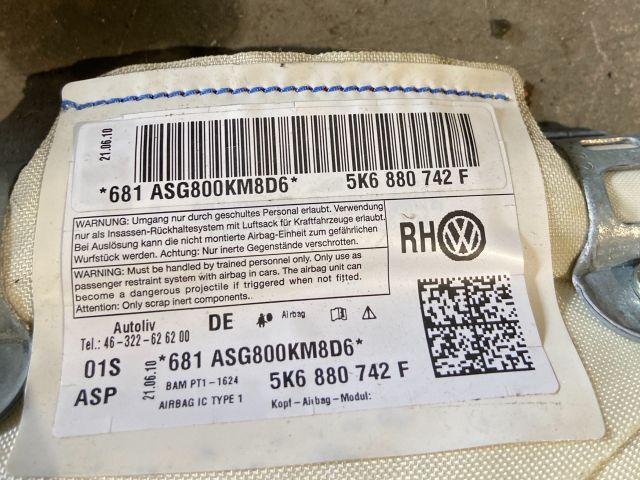 21.06.10
*681 ASG800KM8D6* 5K6 880 742 F
WARNUNG: Umgang nur durch geschultes Personal erlaubt. Verwendung
nur als Insassen-Rückhaltesystem mit Luftsack für Kraftfahrzeuge erlaubt.
Bei Auslösung kann die nicht montierte Airbag-Einheit zum gefährlichen
Wurfstück werden. Achtung: Nur inerte Gegenstände verschrotten.
WARNING: Must be handled by trained personnel only. Only use as
passenger restraint system with airbag in cars. The airbag unit can
become a dangerous projectile if triggered when not fitted.
Attention: Only scrap inert components.
RH VW
Autoliv DE Airbag
Tel.: 46-322-62 62 00
01S 21.06.10 *681 ASG800KM8D6*
ASP BAM PT1-1624 5K6 880 742 F
AIRBAG IC TYPE 1 Kopf-Airbag-Modul: